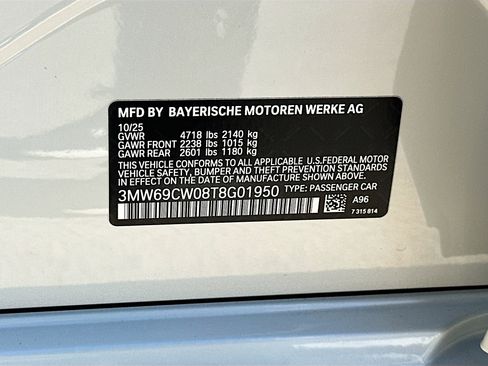 MFD BY BAYERISCHE MOTOREN WERKE AG
10/25
GVWR 4718 lbs 2140 kg
GAWR FRONT 2238 lbs 1015 kg
GAWR REAR 2601 lbs 1180 kg
THIS VEHICLE CONFORMS TO ALL APPLICABLE U.S.FEDERAL MOTOR
VEHICLE SAFETY, BUMPER AND THEFT PREVENTION STANDARDS
IN EFFECT ON THE DATE OF MANUFACTURE SHOWN ABOVE.
3MW69CW08T8G01950 TYPE: PASSENGER CAR
A96
7 315 814